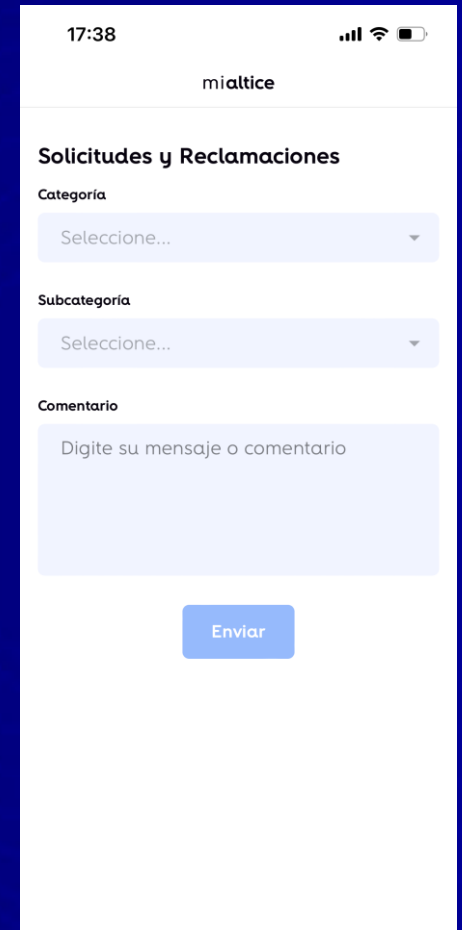 17:38
mialtice
Solicitudes y Reclamaciones
Categoría
Seleccione...
Subcategoría
Seleccione...
Comentario
Digite su mensaje o comentario
Enviar